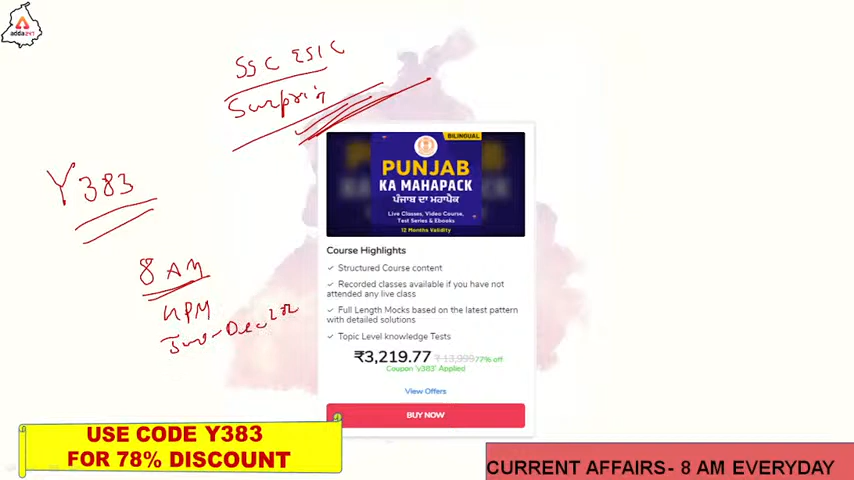 adda247
SSC ESIC
Y383
8 AM
4PM
BILINGUAL
PUNJAB
KA MAHAPACK
ਪੰਜਾਬ ਦਾ ਮਹਾਪੈਕ
Live Classes, Video Course,
Test Series & Ebooks
12 Months Validity
Course Highlights
✓ Structured Course content
✓ Recorded classes available if you have not
attended any live class
✓ Full Length Mocks based on the latest pattern
with detailed solutions
✓ Topic Level knowledge Tests
₹3,219.77 ₹ 13,999 77% off
Coupon 'y383' Applied
View Offers
BUY NOW
USE CODE Y383
FOR 78% DISCOUNT
CURRENT AFFAIRS- 8 AM EVERYDAY